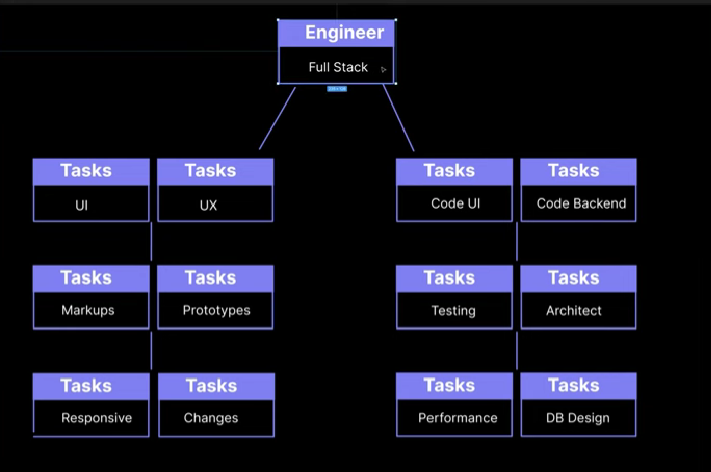 Engineer
Full Stack
Tasks
UI
Tasks
UX
Tasks
Code UI
Tasks
Code Backend
Tasks
Markups
Tasks
Prototypes
Tasks
Testing
Tasks
Architect
Tasks
Responsive
Tasks
Changes
Tasks
Performance
Tasks
DB Design